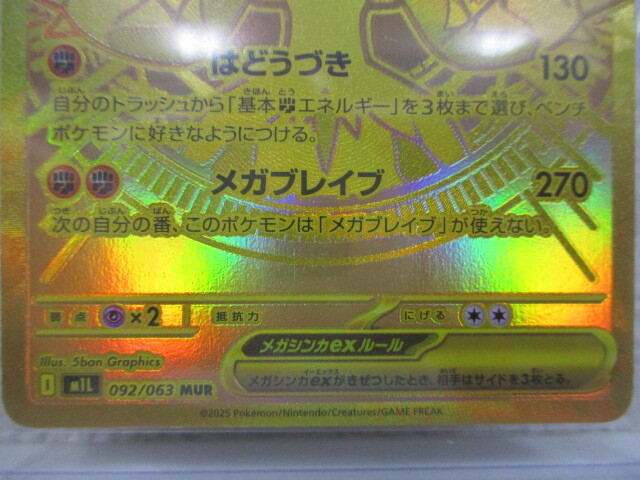 はどうづき 130
自分のトラッシュから「基本エネルギー」を3枚まで選び、ベンチ
ポケモンに好きなようにつける。
メガブレイブ 270
次の自分の番、このポケモンは「メガブレイブ」が使えない。
弱点 ×2 抵抗力 にげる
メガシンカexルール
メガシンカexがきぜつしたとき、相手はサイドを3枚とる。
Illus. 5ban Graphics
I M1L 092/063 MUR
©2025 Pokémon/Nintendo/Creatures/GAME FREAK.